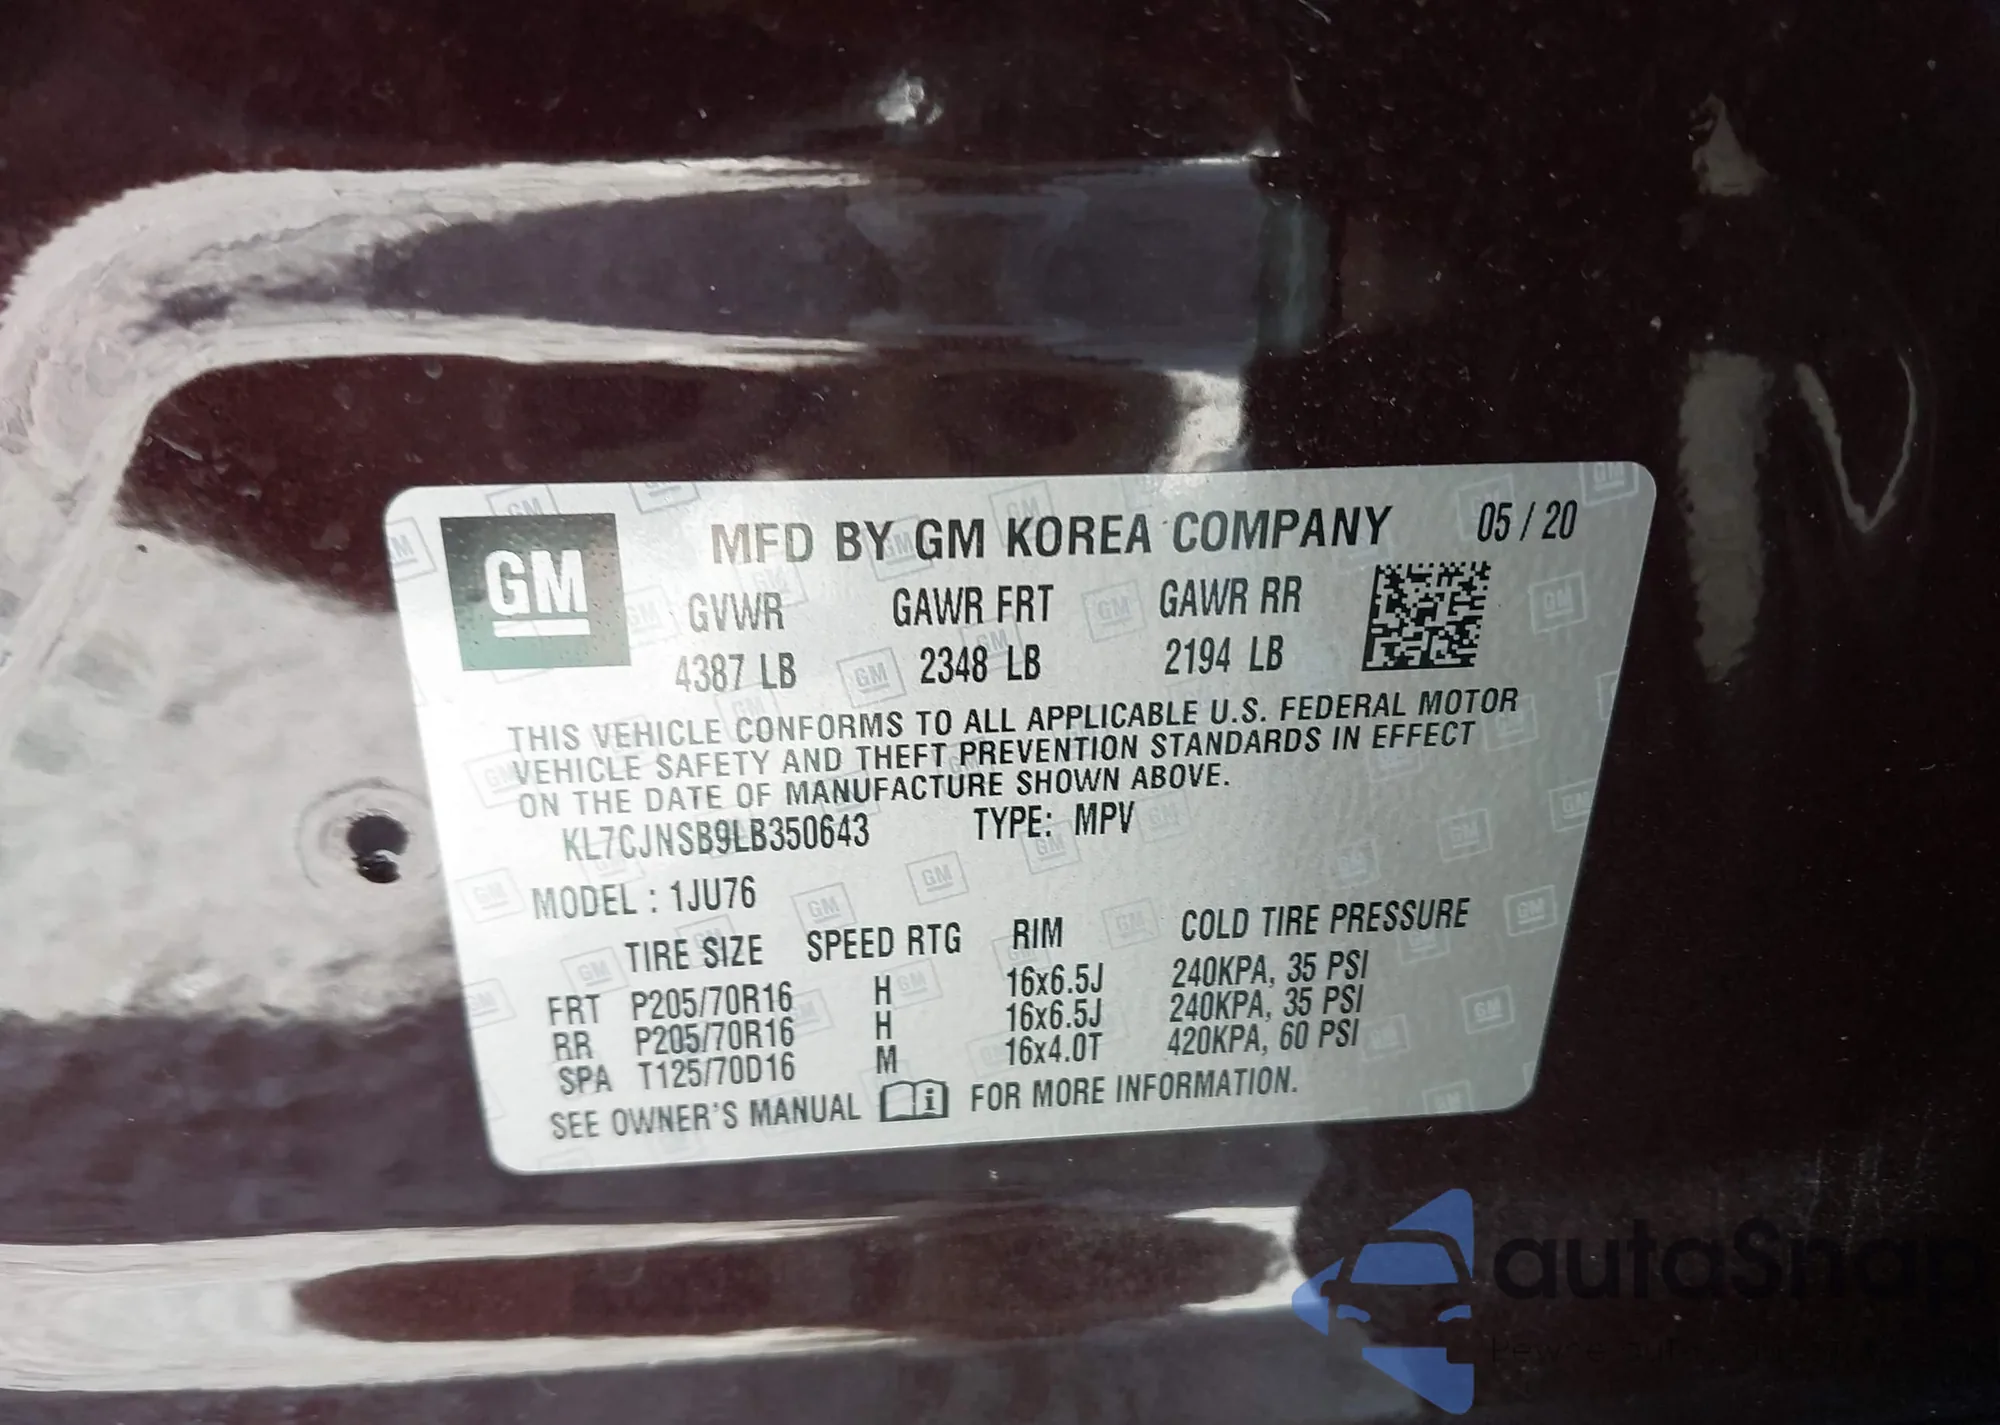 GM
MFD BY GM KOREA COMPANY 05 / 20
GVWR GAWR FRT GAWR RR
4387 LB 2348 LB 2194 LB
THIS VEHICLE CONFORMS TO ALL APPLICABLE U.S. FEDERAL MOTOR
VEHICLE SAFETY AND THEFT PREVENTION STANDARDS IN EFFECT
ON THE DATE OF MANUFACTURE SHOWN ABOVE.
KL7CJNSB9LB350643 TYPE: MPV
MODEL : 1JU76
TIRE SIZE SPEED RTG RIM COLD TIRE PRESSURE
FRT P205/70R16 H 16x6.5J 240KPA, 35 PSI
RR P205/70R16 H 16x6.5J 240KPA, 35 PSI
SPA T125/70D16 M 16x4.0T 420KPA, 60 PSI
SEE OWNER'S MANUAL i FOR MORE INFORMATION.
autaSnap